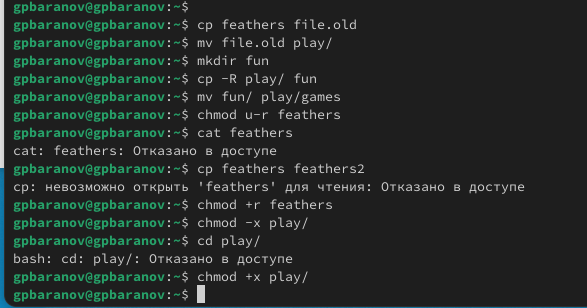 gpbaranov@gpbaranov:~$
gpbaranov@gpbaranov:~$ cp feathers file.old
gpbaranov@gpbaranov:~$ mv file.old play/
gpbaranov@gpbaranov:~$ mkdir fun
gpbaranov@gpbaranov:~$ cp -R play/ fun
gpbaranov@gpbaranov:~$ mv fun/ play/games
gpbaranov@gpbaranov:~$ chmod u-r feathers
gpbaranov@gpbaranov:~$ cat feathers
cat: feathers: Отказано в доступе
gpbaranov@gpbaranov:~$ cp feathers feathers2
cp: невозможно открыть 'feathers' для чтения: Отказано в доступе
gpbaranov@gpbaranov:~$ chmod +r feathers
gpbaranov@gpbaranov:~$ chmod -x play/
gpbaranov@gpbaranov:~$ cd play/
bash: cd: play/: Отказано в доступе
gpbaranov@gpbaranov:~$ chmod +x play/
gpbaranov@gpbaranov:~$